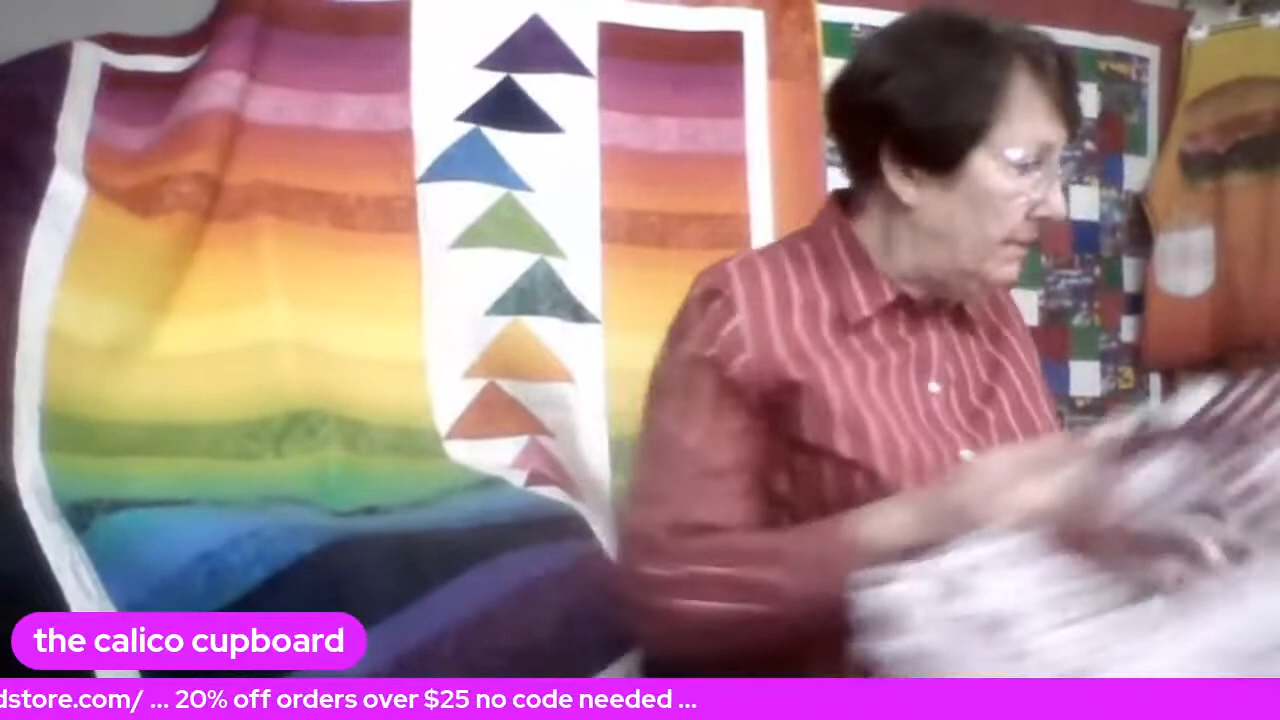 the calico cupboard
dstore.com/ ... 20% off orders over $25 no code needed ...